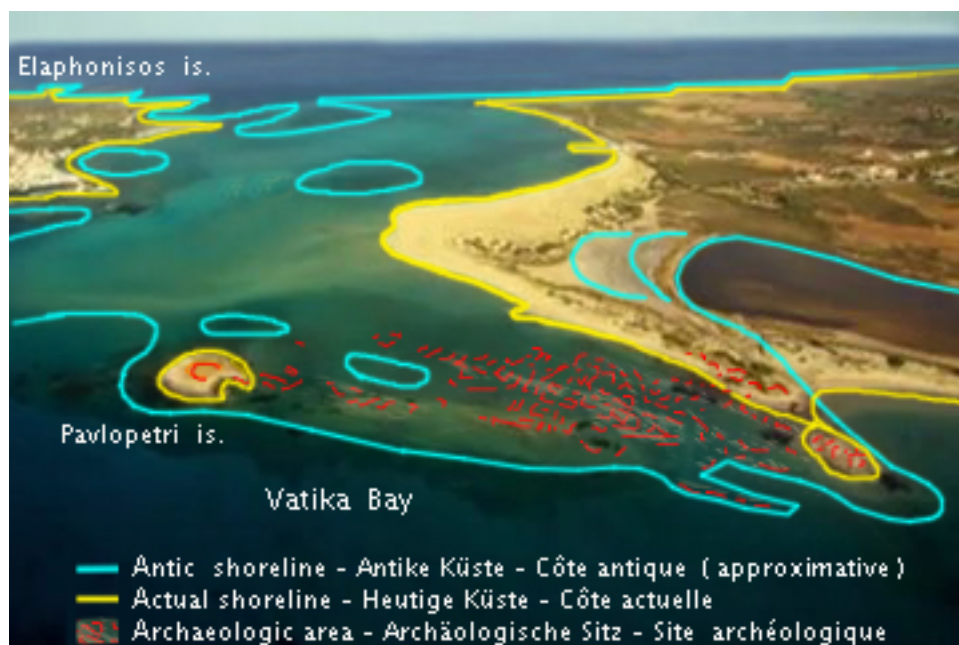 Elaphonisos is.
Pavlopetri is.
Vatika Bay
Antic shoreline - Antike Küste - Côte antique ( approximative )
Actual shoreline - Heutige Küste - Côte actuelle
Archaeologic area - Archäologische Sitz - Site archéologique